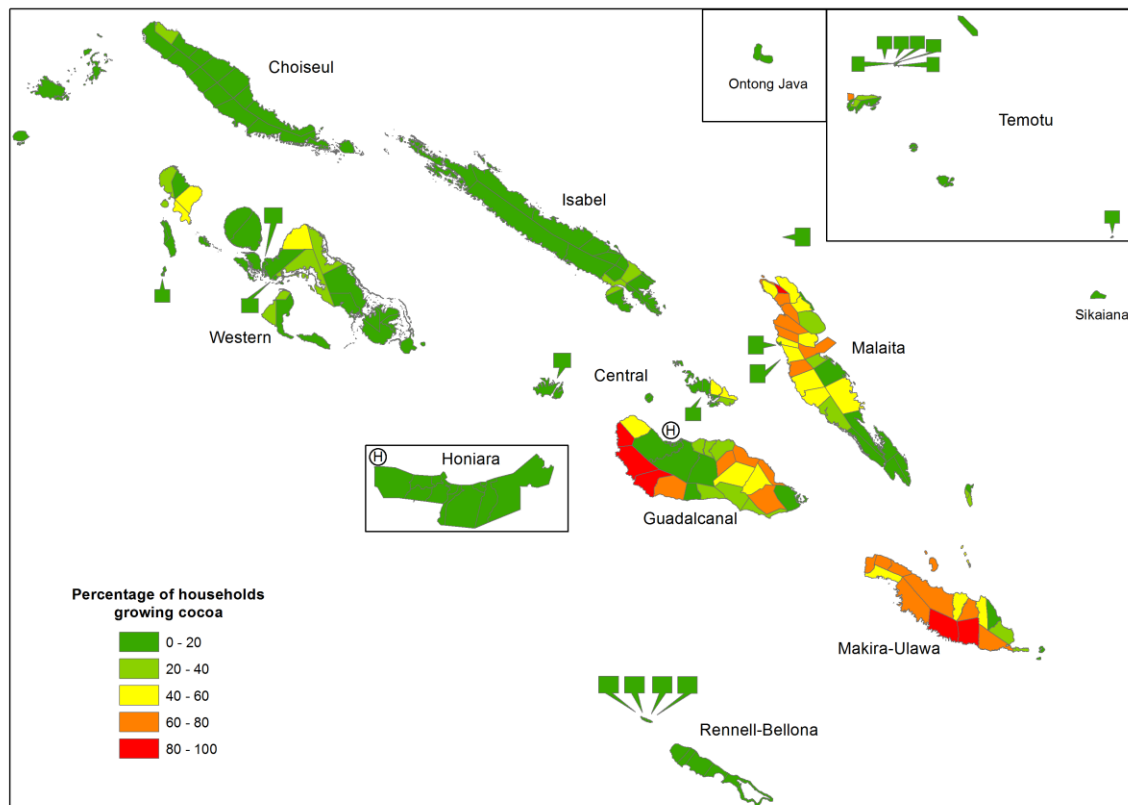 Choiseul
Ontong Java
Temotu
Isabel
Sikaiana
Western
Malaita
Central
H
H
Honiara
Guadalcanal
Percentage of households
growing cocoa
0 - 20
20 - 40
40 - 60
60 - 80
80 - 100
Makira-Ulawa
Rennell-Bellona